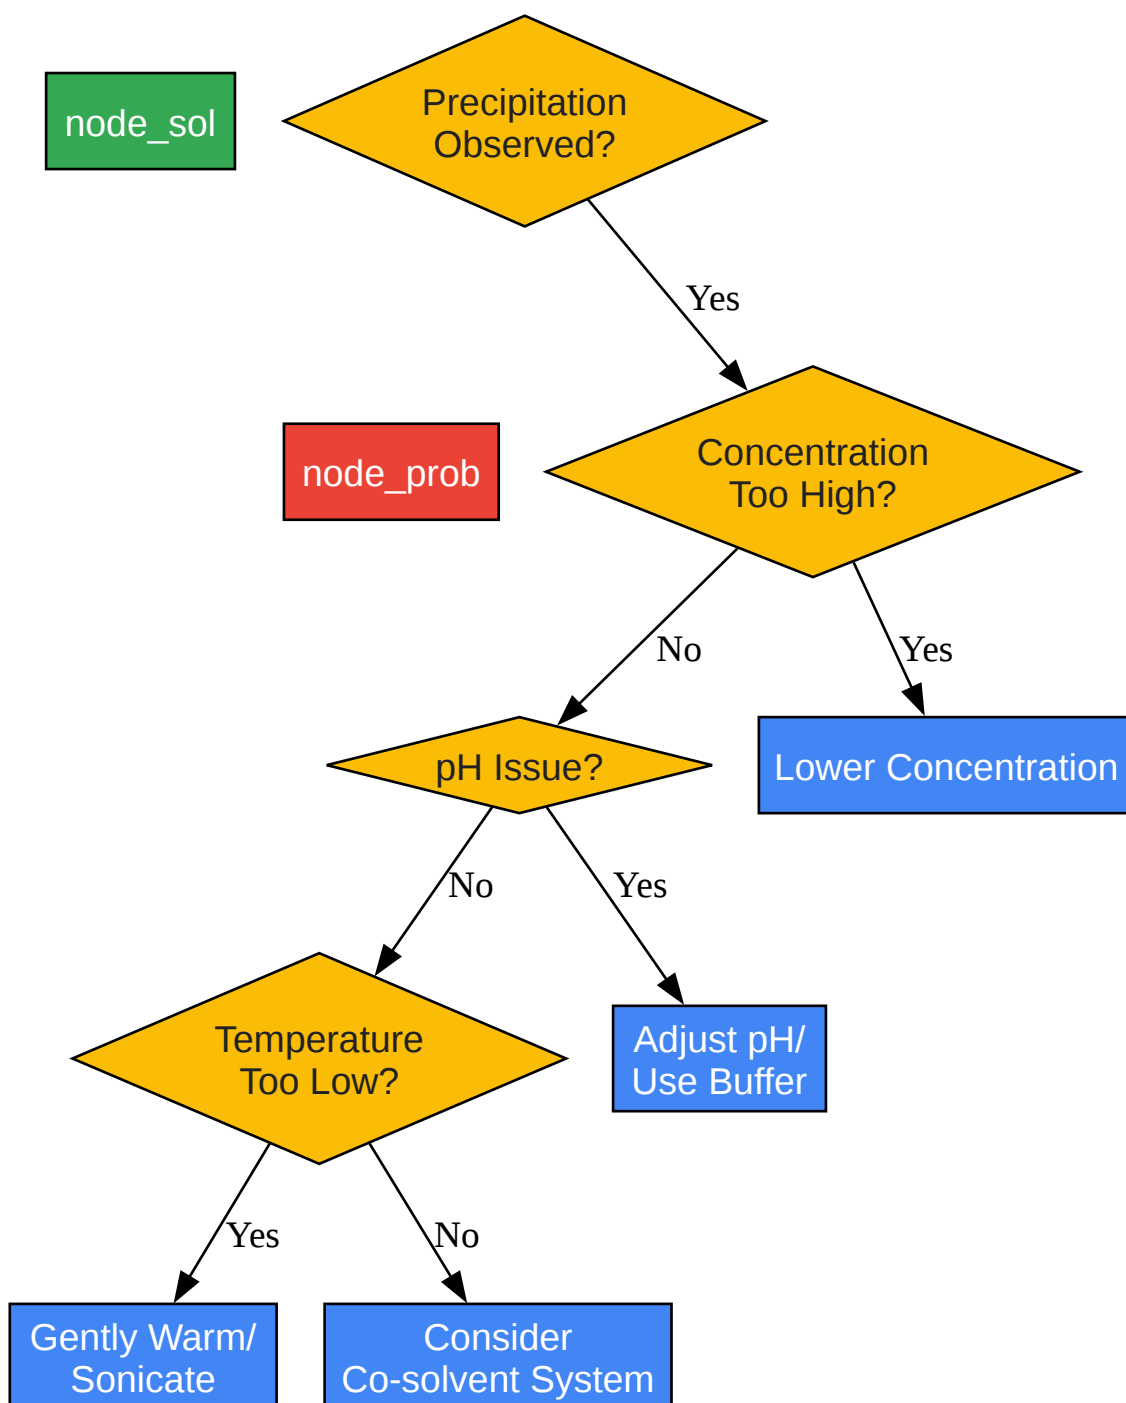 node_sol
Precipitation
Observed?
Yes
node_prob
Concentration
Too High?
No
Yes
pH Issue?
Lower Concentration
No
Yes
Temperature
Too Low?
Adjust pH/
Use Buffer
Yes
No
Gently Warm/
Sonicate
Consider
Co-solvent System